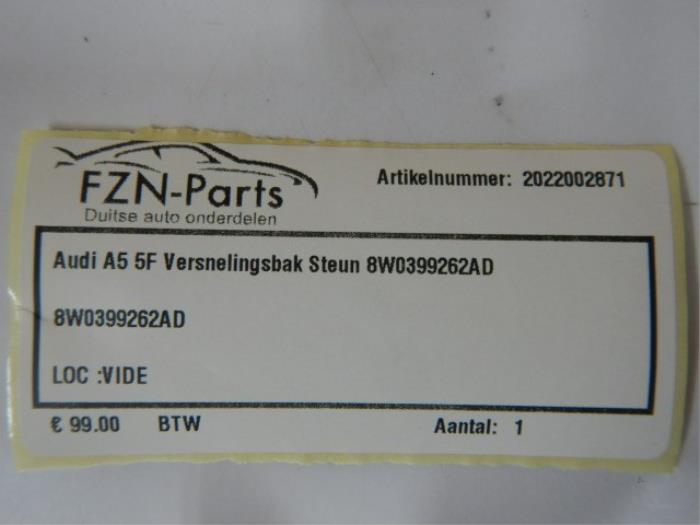 FZN-Parts
Duitse auto onderdelen
Artikelnummer: 2022002871
Audi A5 5F Versnelingsbak Steun 8W0399262AD
8W0399262AD
LOC :VIDE
€ 99.00 BTW Aantal: 1